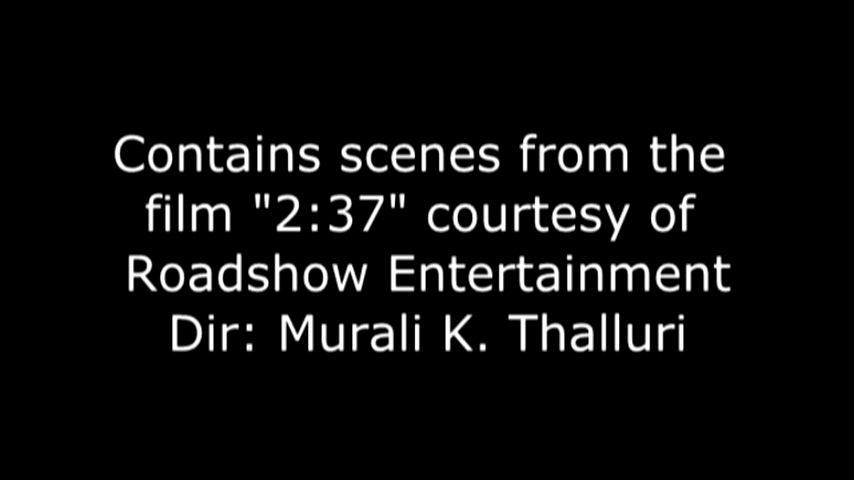 Contains scenes from the
film "2:37" courtesy of
Roadshow Entertainment
Dir: Murali K. Thalluri